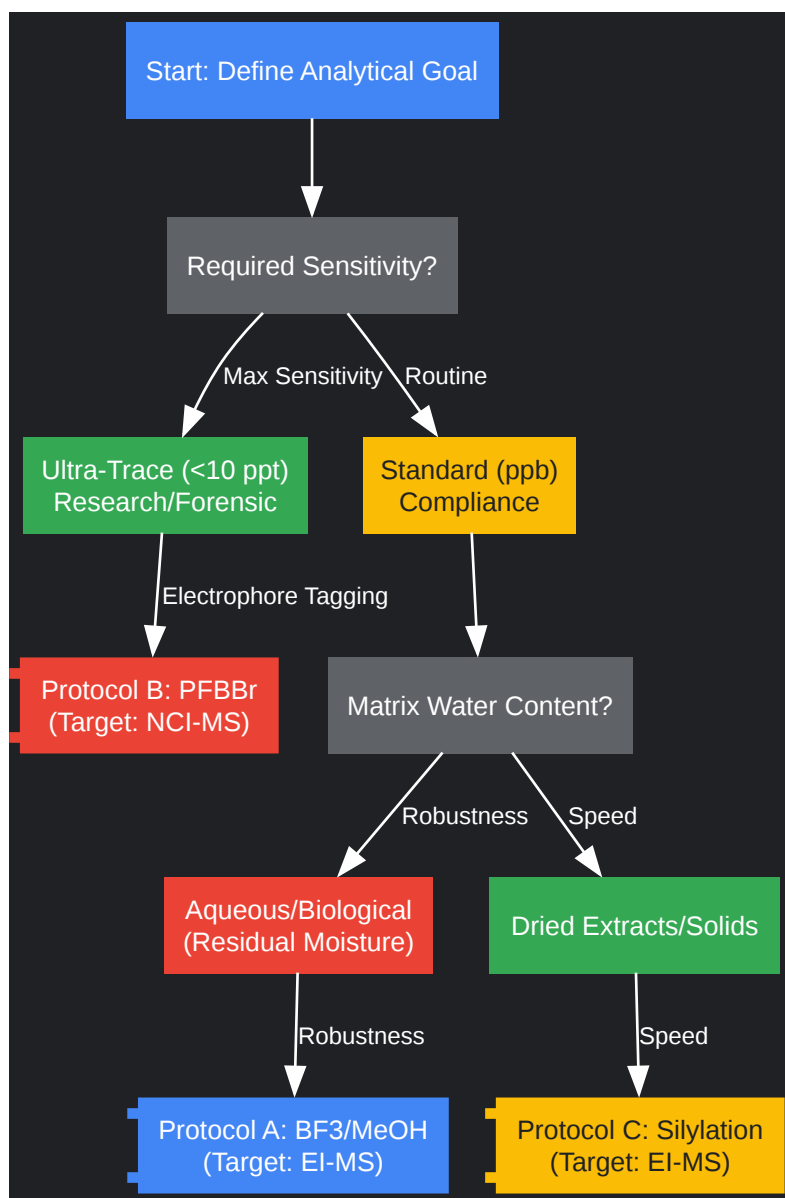 Start: Define Analytical Goal
Required Sensitivity?
Max Sensitivity
Routine
Ultra-Trace (<10 ppt)
Research/Forensic
Standard (ppb)
Compliance
Electrophore Tagging
Protocol B: PFBBr
(Target: NCI-MS)
Matrix Water Content?
Robustness
Speed
Aqueous/Biological
(Residual Moisture)
Dried Extracts/Solids
Robustness
Speed
Protocol A: BF3/MeOH
(Target: EI-MS)
Protocol C: Silylation
(Target: EI-MS)